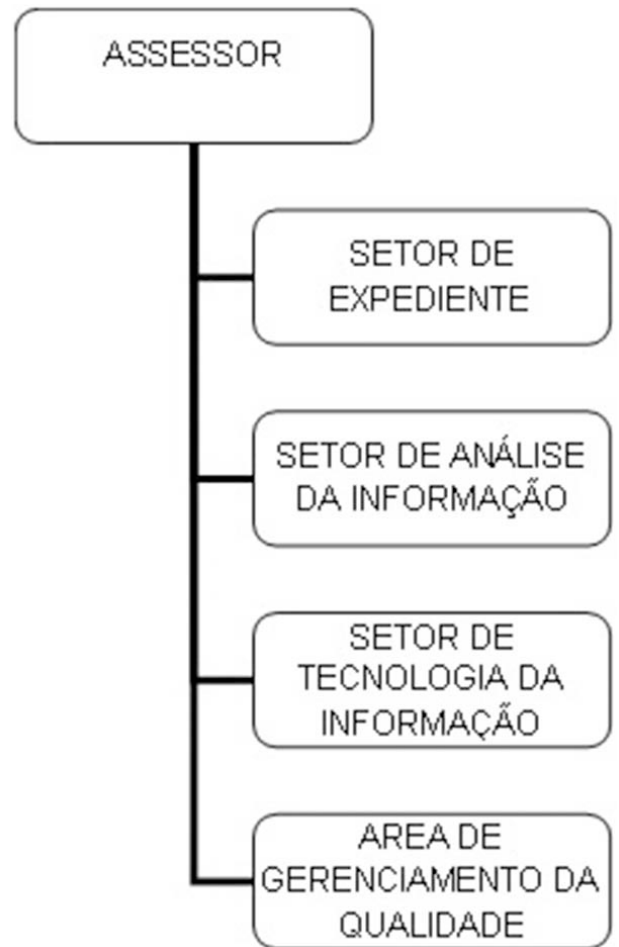 ASSESSOR
SETOR DE
EXPEDIENTE
SETOR DE ANÁLISE
DA INFORMAÇÃO
SETOR DE
TECNOLOGIA DA
INFORMAÇÃO
AREA DE
GERENCIAMENTO DA
QUALIDADE